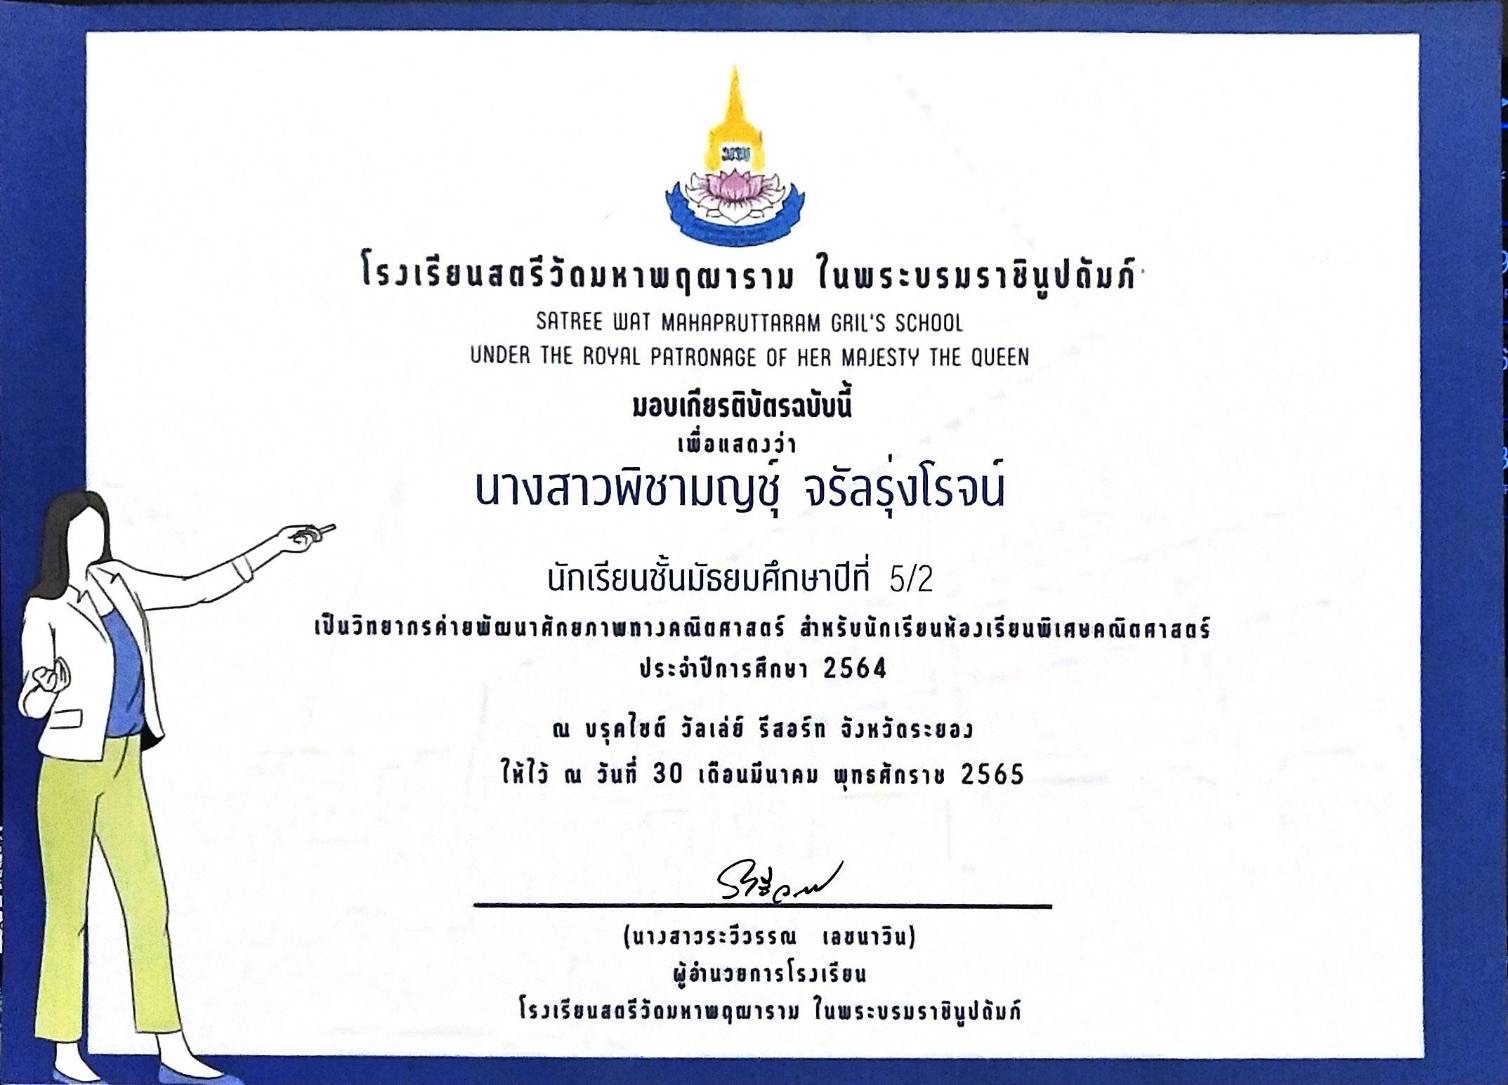 โรงเรียนสตรีวัดมหาพฤฒาราม ในพระบรมราชินูปถัมภ์
SATREE WAT MAHAPRUTTARAM GRIL'S SCHOOL
UNDER THE ROYAL PATRONAGE OF HER MAJESTY THE QUEEN
มอบเกียรติบัตรฉบับนี้
เพื่อแสดงว่า
นางสาวพิชามญชุ์ จรัลรุ่งโรจน์
นักเรียนชั้นมัธยมศึกษาปีที่ 5/2
เป็นวิทยากรค่ายพัฒนาศักยภาพทางคณิตศาสตร์ สำหรับนักเรียนห้องเรียนพิเศษคณิตศาสตร์
ประจำปีการศึกษา 2564
ณ บรุคไซต์ วัลเล่ย์ รีสอร์ท จังหวัดระยอง
ให้ไว้ ณ วันที่ 30 เดือนมีนาคม พุทธศักราช 2565
(นางสาวระวีวรรณ เลขนาวิน)
ผู้อำนวยการโรงเรียน
โรงเรียนสตรีวัดมหาพฤฒาราม ในพระบรมราชินูปถัมภ์